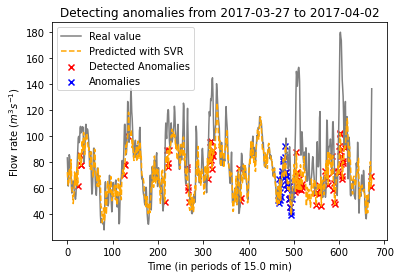 Detecting anomalies from 2017-03-27 to 2017-04-02
Real value
Predicted with SVR
Detected Anomalies
Anomalies
Flow rate (m³s⁻¹)
180
160
140
120
100
80
60
40
0 100 200 300 400 500 600 700
Time (in periods of 15.0 min)